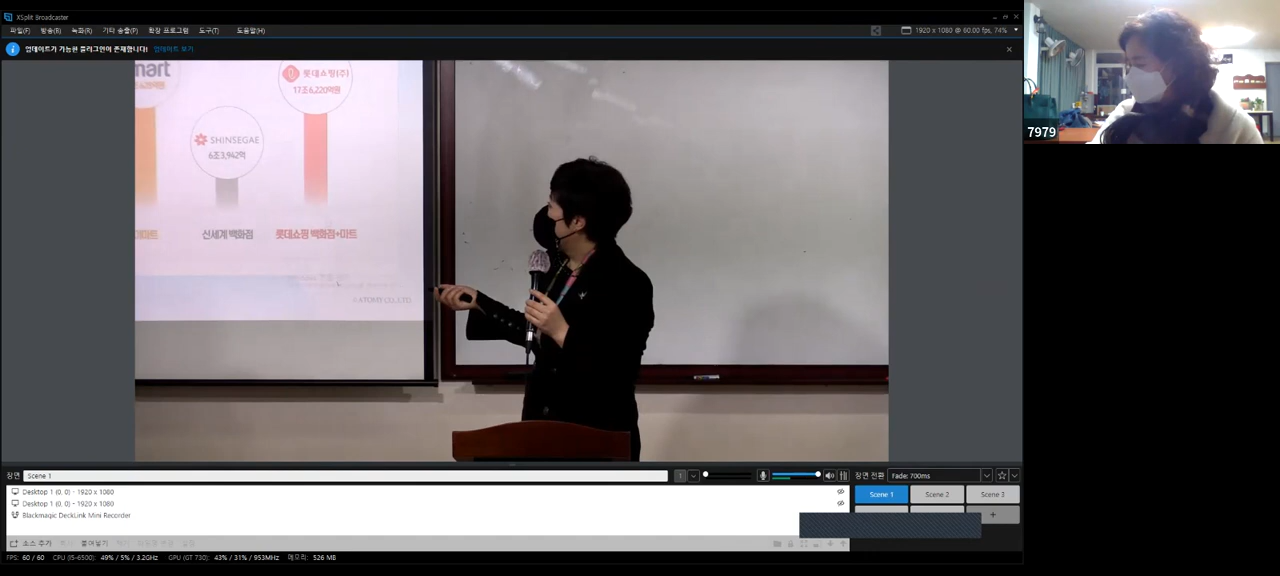 XSplit Broadcaster
파일(F) 방송(B) 녹화(R) 기타 송출(P) 확장 프로그램 도구(T) 도움말(H)
1920 x 1080 @ 60.00 fps, 74%
업데이트가 가능한 플러그인이 존재합니다! 업데이트 보기
7979
mart
롯데쇼핑(주)
17조6,220억원
SHINSEGAE
6조3,942억
신세계 백화점
롯데쇼핑 백화점+마트
ATOMY CO., LTD
장면 Scene 1
장면 전환 Fade: 700ms
Desktop 1 (0, 0) - 1920 x 1080
Desktop 1 (0, 0) - 1920 x 1080
Blackmagic DeckLink Mini Recorder
Scene 1 Scene 2 Scene 3
소스 추가 붙여넣기
FPS: 60 / 60 CPU (i5-6500): 49% / 5% / 3.2GHz GPU (GT 730): 43% / 31% / 953MHz 메모리: 526 MB